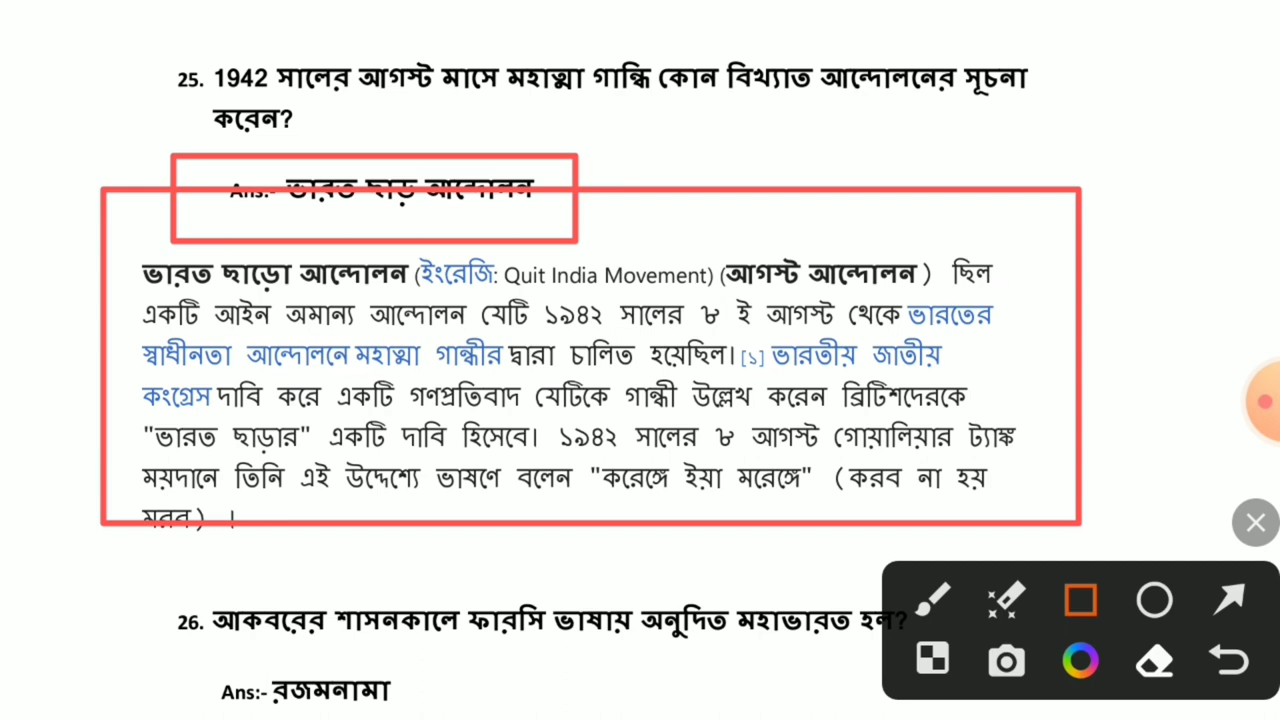 25. 1942 সালের আগস্ট মাসে মহাত্মা গান্ধি কোন বিখ্যাত আন্দোলনের সূচনা
করেন?
Ans:- ভারত ছাড় আন্দোলন
ভারত ছাড়ো আন্দোলন (ইংরেজি: Quit India Movement) (আগস্ট আন্দোলন) ছিল
একটি আইন অমান্য আন্দোলন যেটি ১৯৪২ সালের ৮ ই আগস্ট থেকে ভারতের
স্বাধীনতা আন্দোলনে মহাত্মা গান্ধীর দ্বারা চালিত হয়েছিল।[১] ভারতীয় জাতীয়
কংগ্রেস দাবি করে একটি গণপ্রতিবাদ যেটিকে গান্ধী উল্লেখ করেন ব্রিটিশদেরকে
"ভারত ছাড়ার" একটি দাবি হিসেবে। ১৯৪২ সালের ৮ আগস্ট গোয়ালিয়ার ট্যাঙ্ক
ময়দানে তিনি এই উদ্দেশ্যে ভাষণে বলেন "করেঙ্গে ইয়া মরেঙ্গে" (করব না হয়
মরব) ।
26. আকবরের শাসনকালে ফারসি ভাষায় অনুদিত মহাভারত হল?
Ans:- রজমনামা